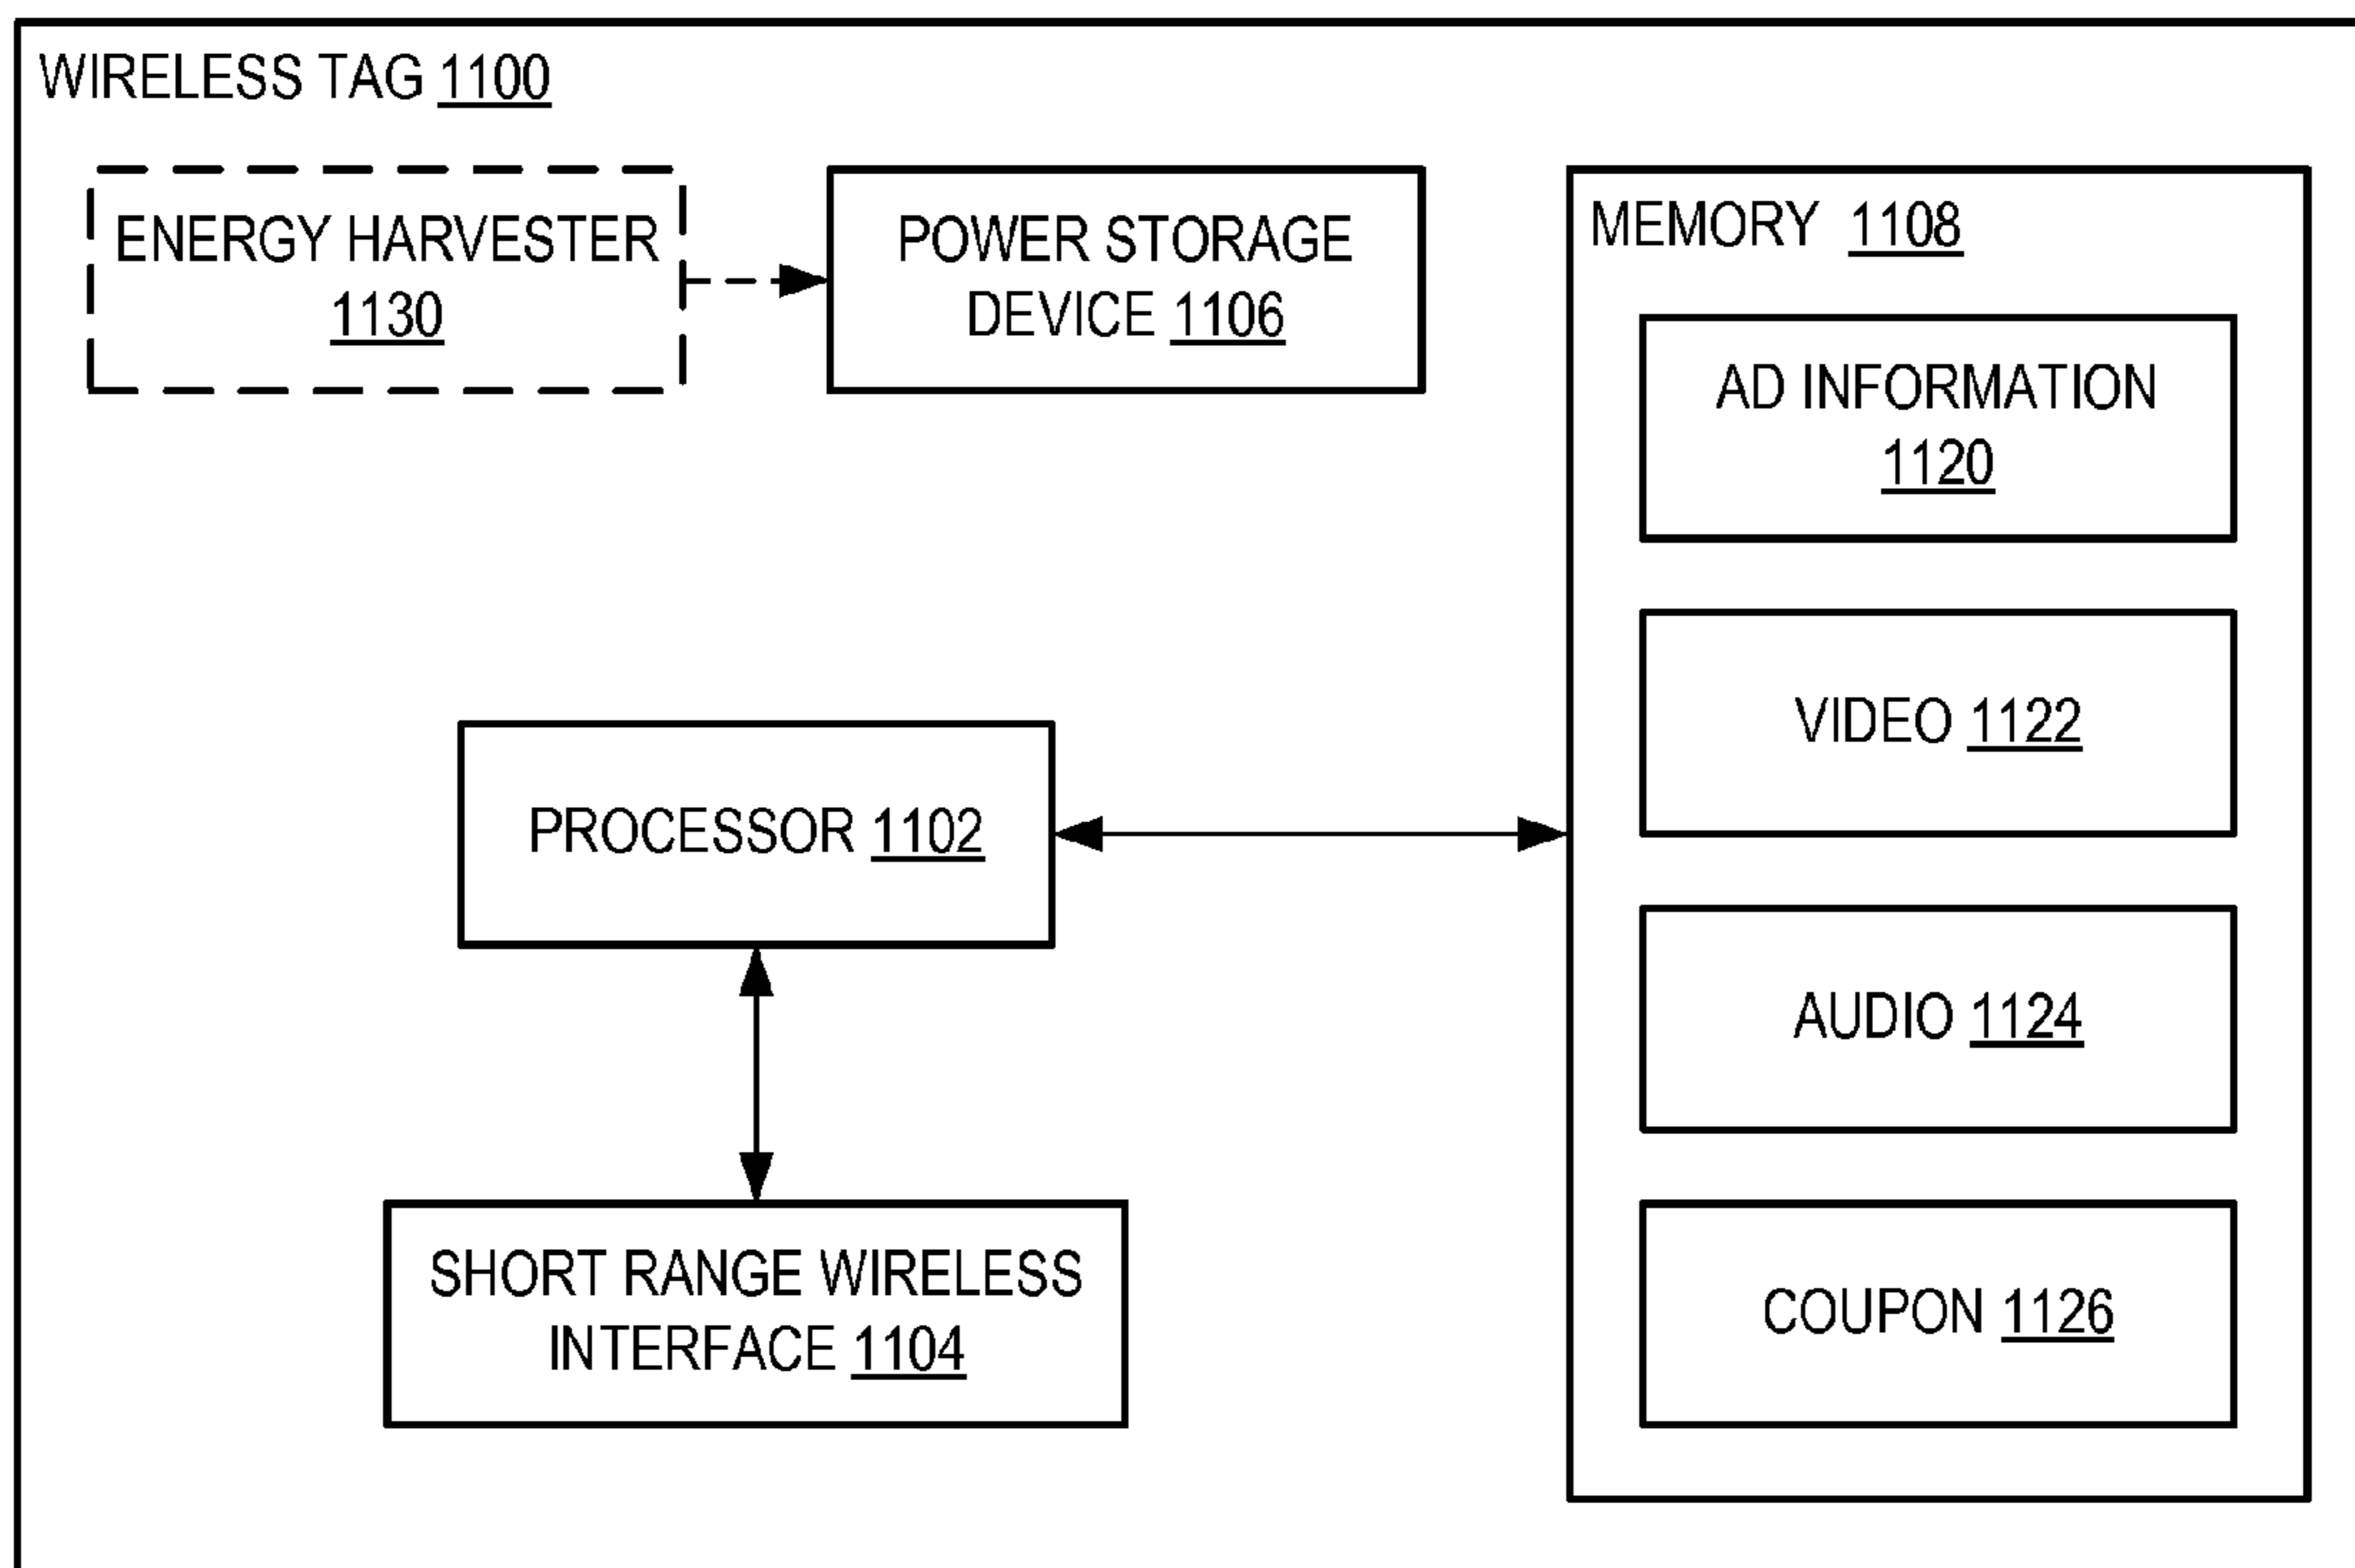 WIRELESS TAG 1100
ENERGY HARVESTER
1130
POWER STORAGE
DEVICE 1106
MEMORY 1108
AD INFORMATION
1120
VIDEO 1122
PROCESSOR 1102
AUDIO 1124
SHORT RANGE WIRELESS
INTERFACE 1104
COUPON 1126